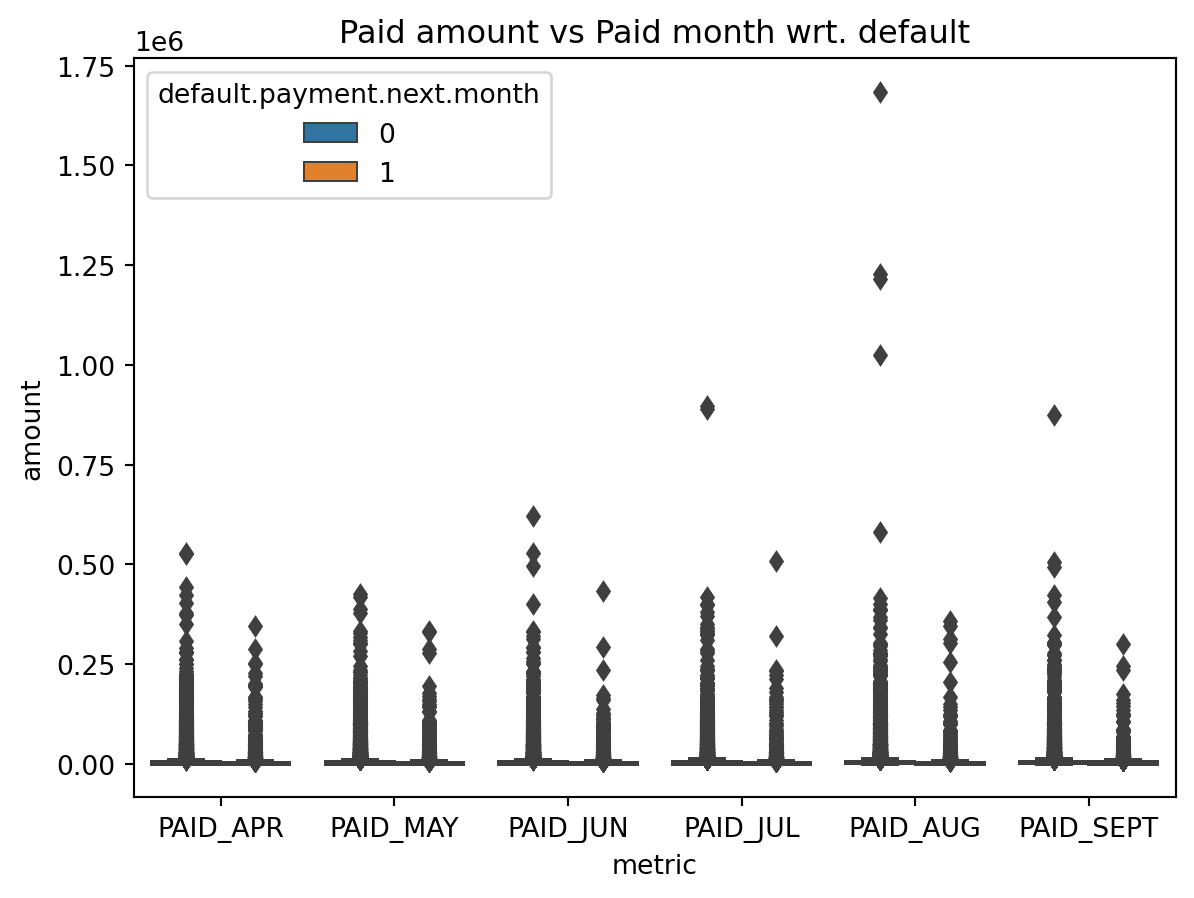 Paid amount vs Paid month wrt. default
1e6
1.75
1.50
1.25
1.00
0.75
0.50
0.25
0.00
amount
default.payment.next.month
0
1
PAID_APR PAID_MAY PAID_JUN PAID_JUL PAID_AUG PAID_SEPT
metric